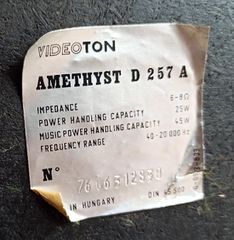 VIDEOTON
AMETHYST D 257 A
IMPEDANCE 6-8Ω
POWER HANDLING CAPACITY 25W
MUSIC POWER HANDLING CAPACITY 45W
FREQUENCY RANGE 40-20 000 Hz
N°
IN HUNGARY DIN 45 500